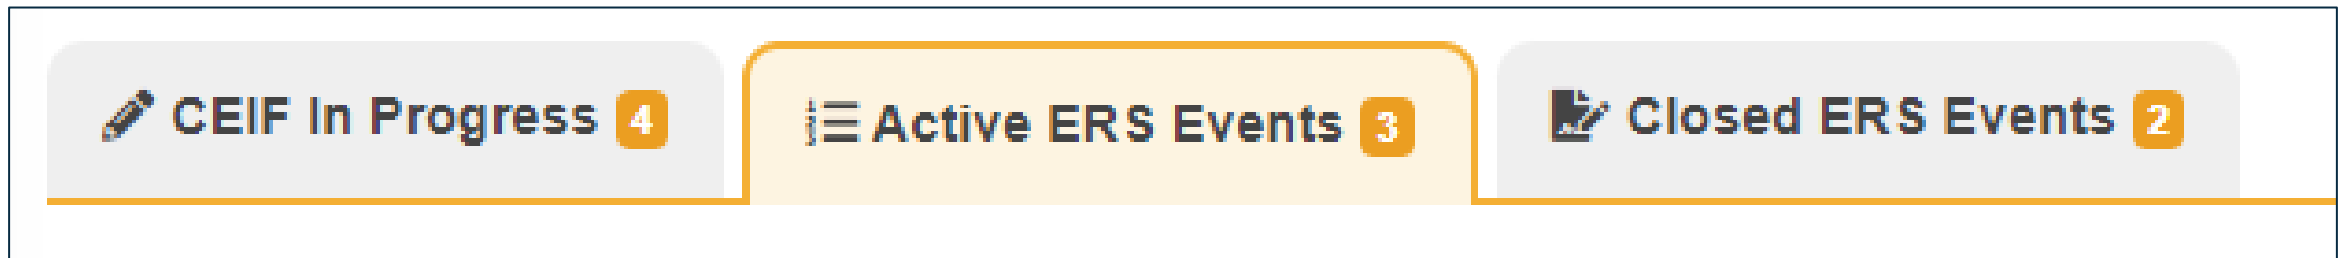 CEIF In Progress 4
Active ERS Events 3
Closed ERS Events 2